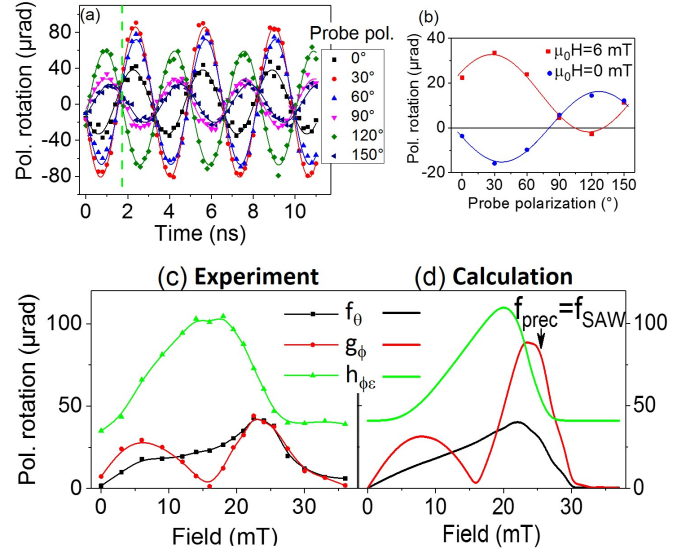 (a)
Pol. rotation (µrad)
80
40
0
-40
-80
0 2 4 6 8 10
Time (ns)
Probe pol.
0°
30°
60°
90°
120°
150°
(b)
Pol. rotation (µrad)
40
20
0
-20
µ₀H=6 mT
µ₀H=0 mT
0 30 60 90 120 150
Probe polarization (°)
(c) Experiment
Pol. rotation (µrad)
100
50
0
0 10 20 30
Field (mT)
fθ
gϕ
hϕε
(d) Calculation
fprec=fSAW
100
50
0
0 10 20 30
Field (mT)